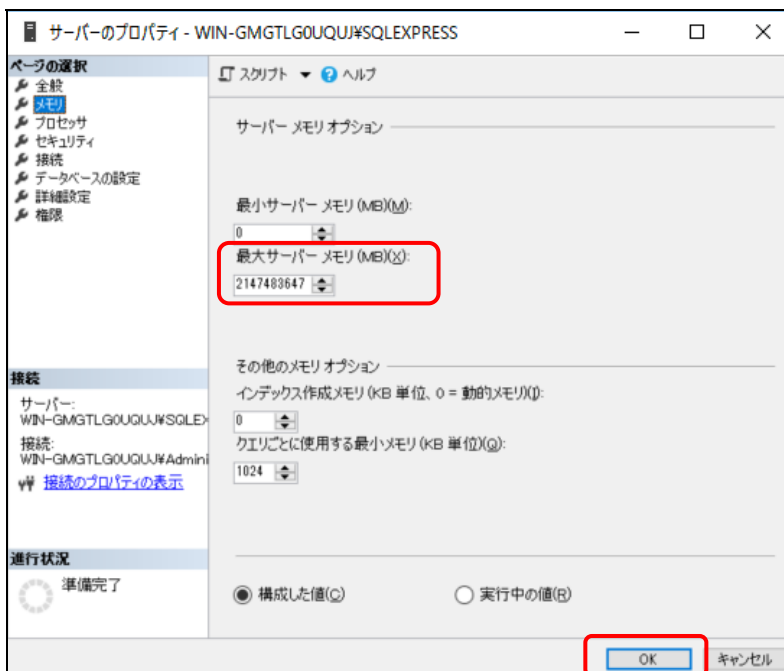 サーバーのプロパティ - WIN-GMGTLG0UQUJ¥SQLEXPRESS
ページの選択
全般
メモリ
プロセッサ
セキュリティ
接続
データベースの設定
詳細設定
権限
スクリプト
ヘルプ
サーバー メモリ オプション
最小サーバー メモリ (MB)(M):
0
最大サーバー メモリ (MB)(X):
2147483647
その他のメモリ オプション
インデックス作成メモリ (KB 単位、0 = 動的メモリ)(I):
0
クエリごとに使用する最小メモリ (KB 単位)(Q):
1024
接続
サーバー:
WIN-GMGTLG0UQUJ¥SQLEX
接続:
WIN-GMGTLG0UQUJ¥Admini
接続のプロパティの表示
進行状況
準備完了
構成した値(C)
実行中の値(R)
OK
キャンセル